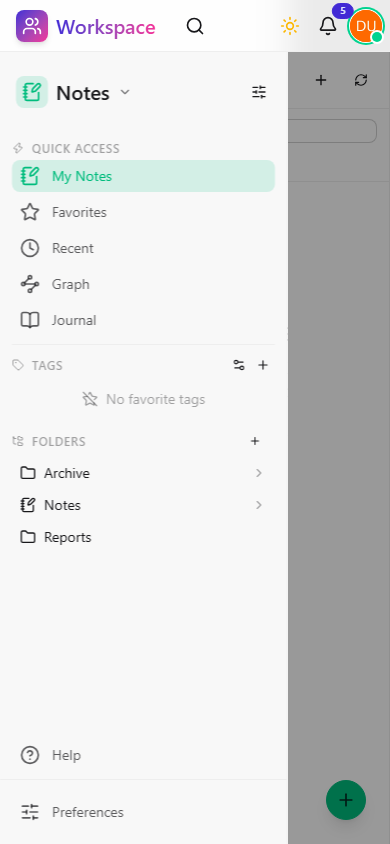 Workspace
5
DU
Notes
QUICK ACCESS
My Notes
Favorites
Recent
Graph
Journal
TAGS
No favorite tags
FOLDERS
Archive
Notes
Reports
Help
Preferences